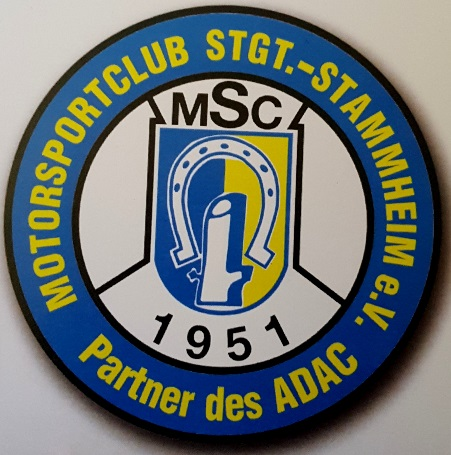 MOTORSPORTCLUB STGT.-STAMMHEIM e.V.
MSC
1951
Partner des ADAC